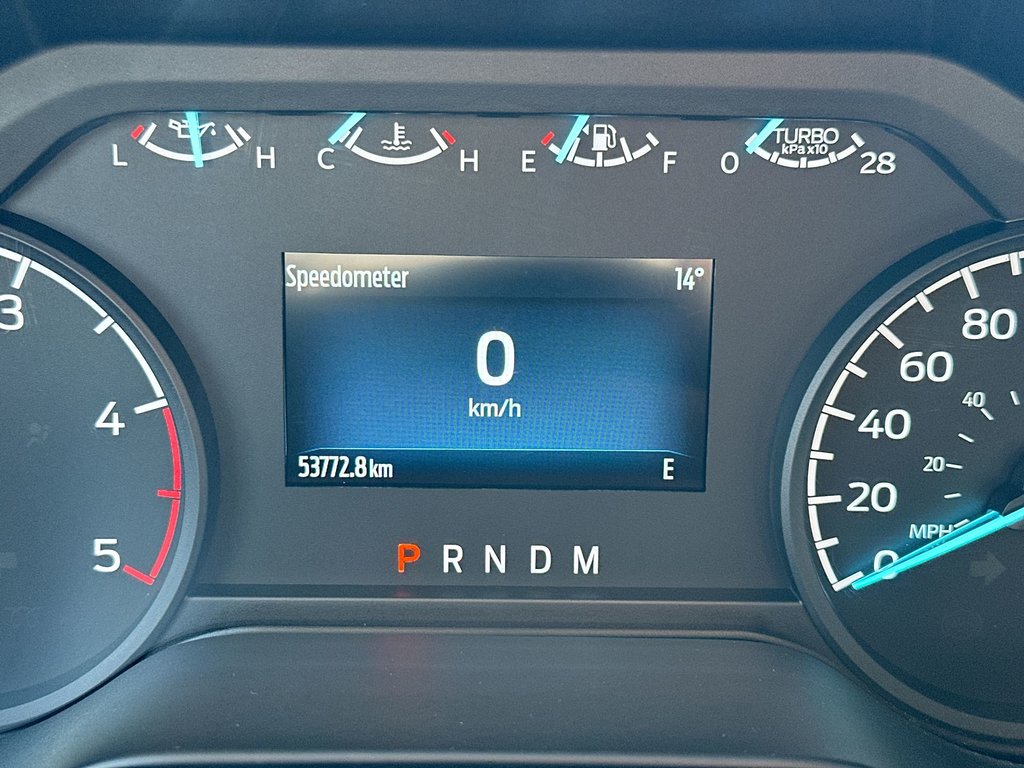 L H C H E F 0 TURBO 28
kPa x10
Speedometer 14°
0
km/h
53772.8 km E
P R N D M
3
4
5
80
60
40
40
20
20
MPH
0